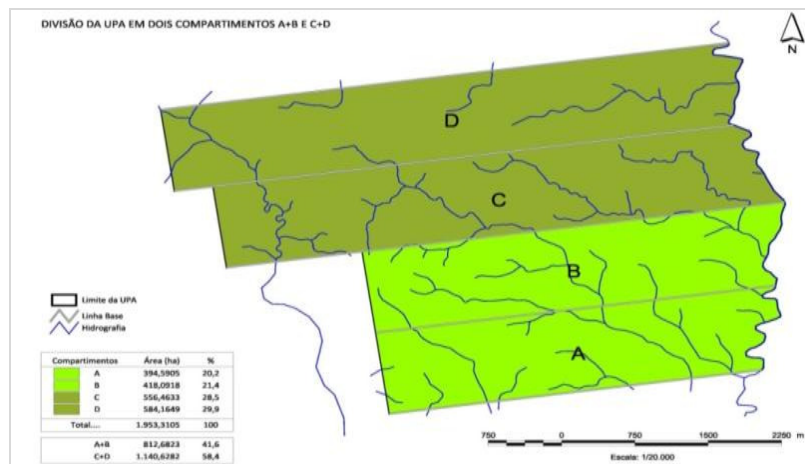 DIVISÃO DA UPA EM DOIS COMPARTIMENTOS A+B E C+D
N
D
C
B
A
Limite da UPA
Linha Base
Hidrografia
Compartimentos Área (ha) %
A 394,5905 20,2
B 418,0918 21,4
C 556,4633 28,5
D 584,1649 29,9
Total.... 1.953,3105 100
A+B 812,6823 41,6
C+D 1.140,6282 58,4
750 0 750 1500 2250 m
Escala: 1/20.000